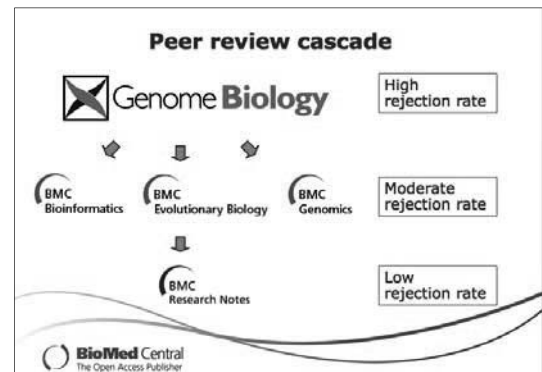 Peer review cascade
Genome Biology
High
rejection rate
BMC
Bioinformatics
BMC
Evolutionary Biology
BMC
Genomics
Moderate
rejection rate
BMC
Research Notes
Low
rejection rate
BioMed Central
The Open Access Publisher